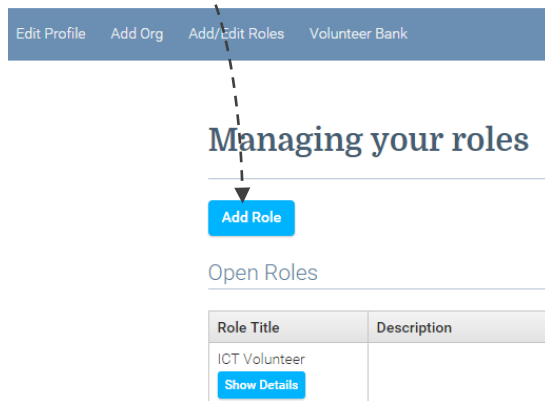 Edit Profile Add Org Add/Edit Roles Volunteer Bank
Managing your roles
Add Role
Open Roles
Role Title Description
ICT Volunteer
Show Details